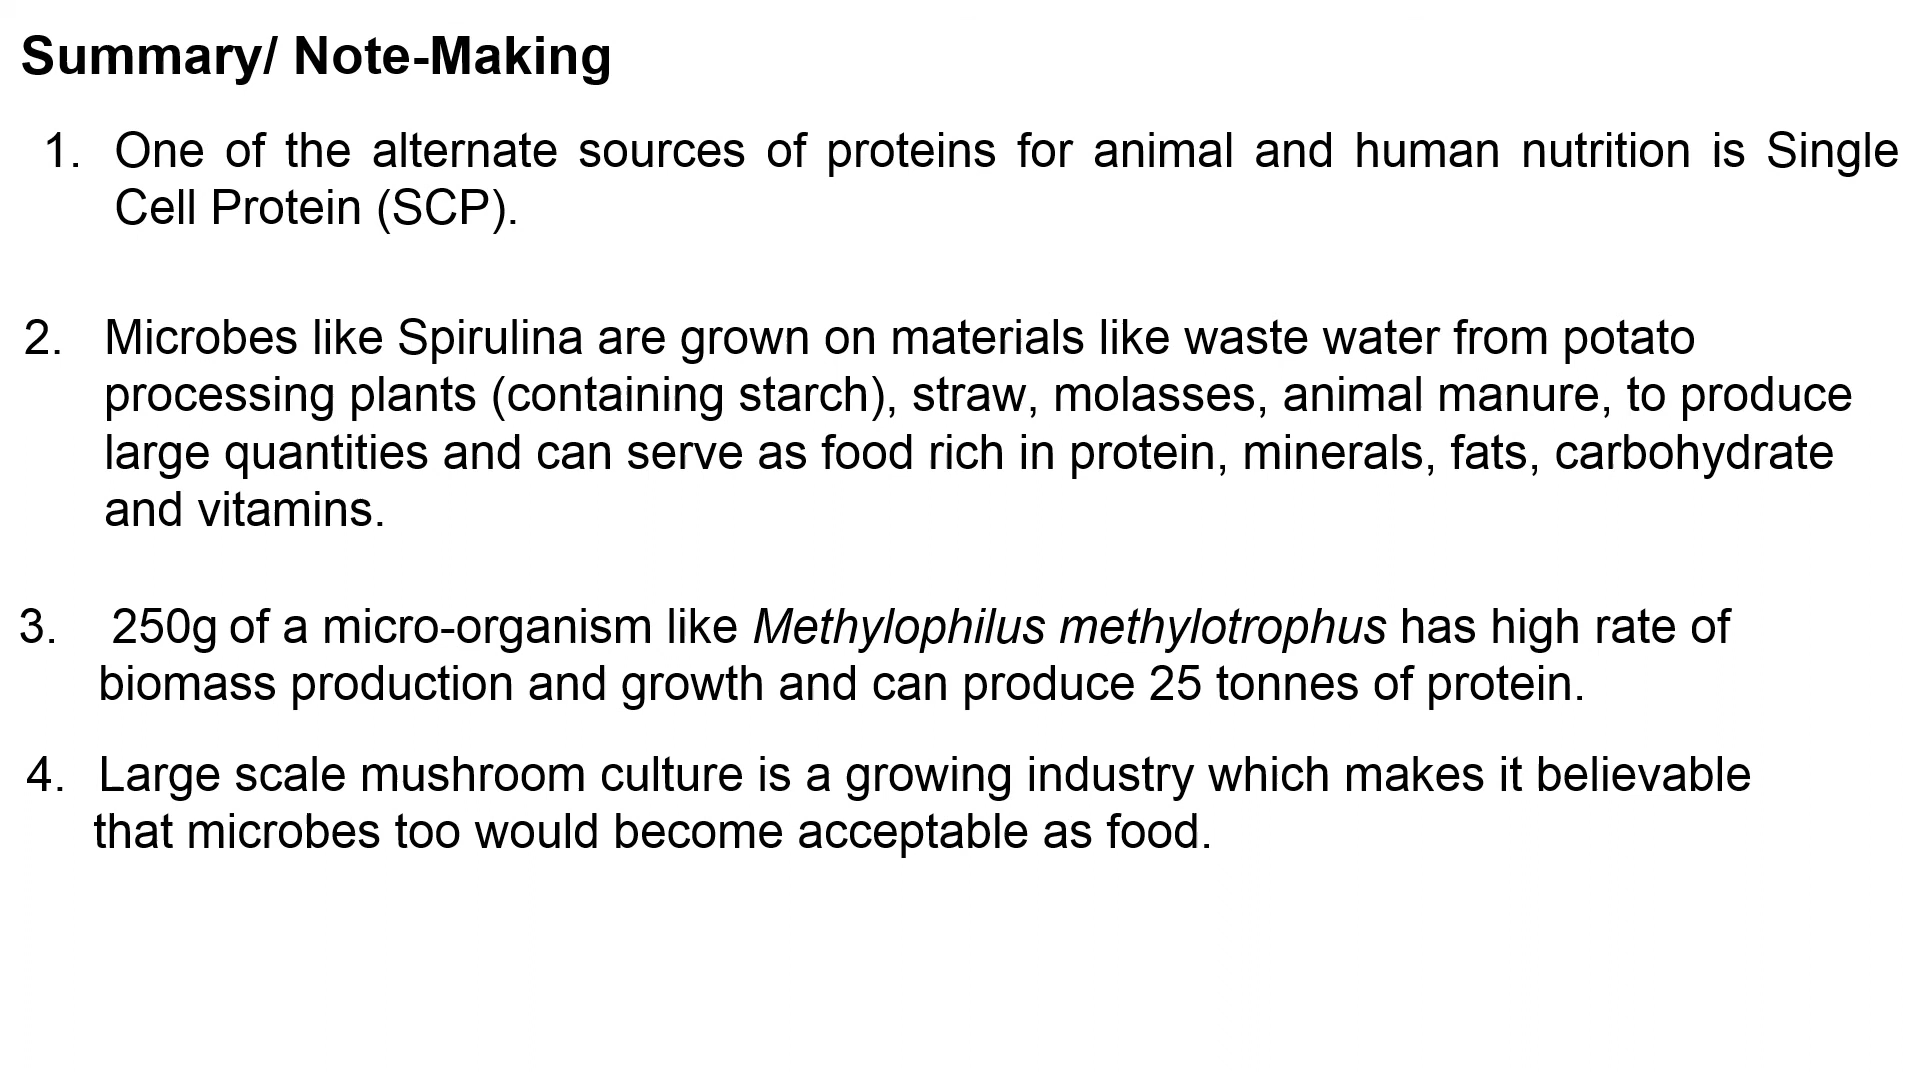 Summary/ Note-Making
1. One of the alternate sources of proteins for animal and human nutrition is Single
Cell Protein (SCP).
2. Microbes like Spirulina are grown on materials like waste water from potato
processing plants (containing starch), straw, molasses, animal manure, to produce
large quantities and can serve as food rich in protein, minerals, fats, carbohydrate
and vitamins.
3. 250g of a micro-organism like Methylophilus methylotrophus has high rate of
biomass production and growth and can produce 25 tonnes of protein.
4. Large scale mushroom culture is a growing industry which makes it believable
that microbes too would become acceptable as food.